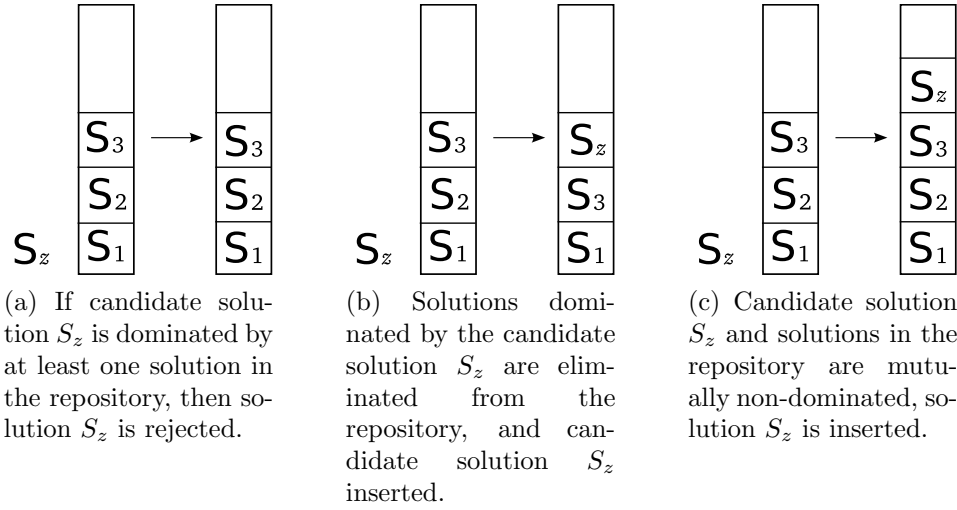 S3
S3
S2
S2
Sz
S1
S1
(a) If candidate solu-
tion Sz is dominated by
at least one solution in
the repository, then so-
lution Sz is rejected.
S3
Sz
S2
S3
Sz
S1
S1
(b) Solutions domi-
nated by the candidate
solution Sz are elim-
inated from the
repository, and can-
didate solution Sz
inserted.
Sz
S3
S3
S2
S2
Sz
S1
S1
(c) Candidate solution
Sz and solutions in the
repository are mutu-
ally non-dominated, so-
lution Sz is inserted.